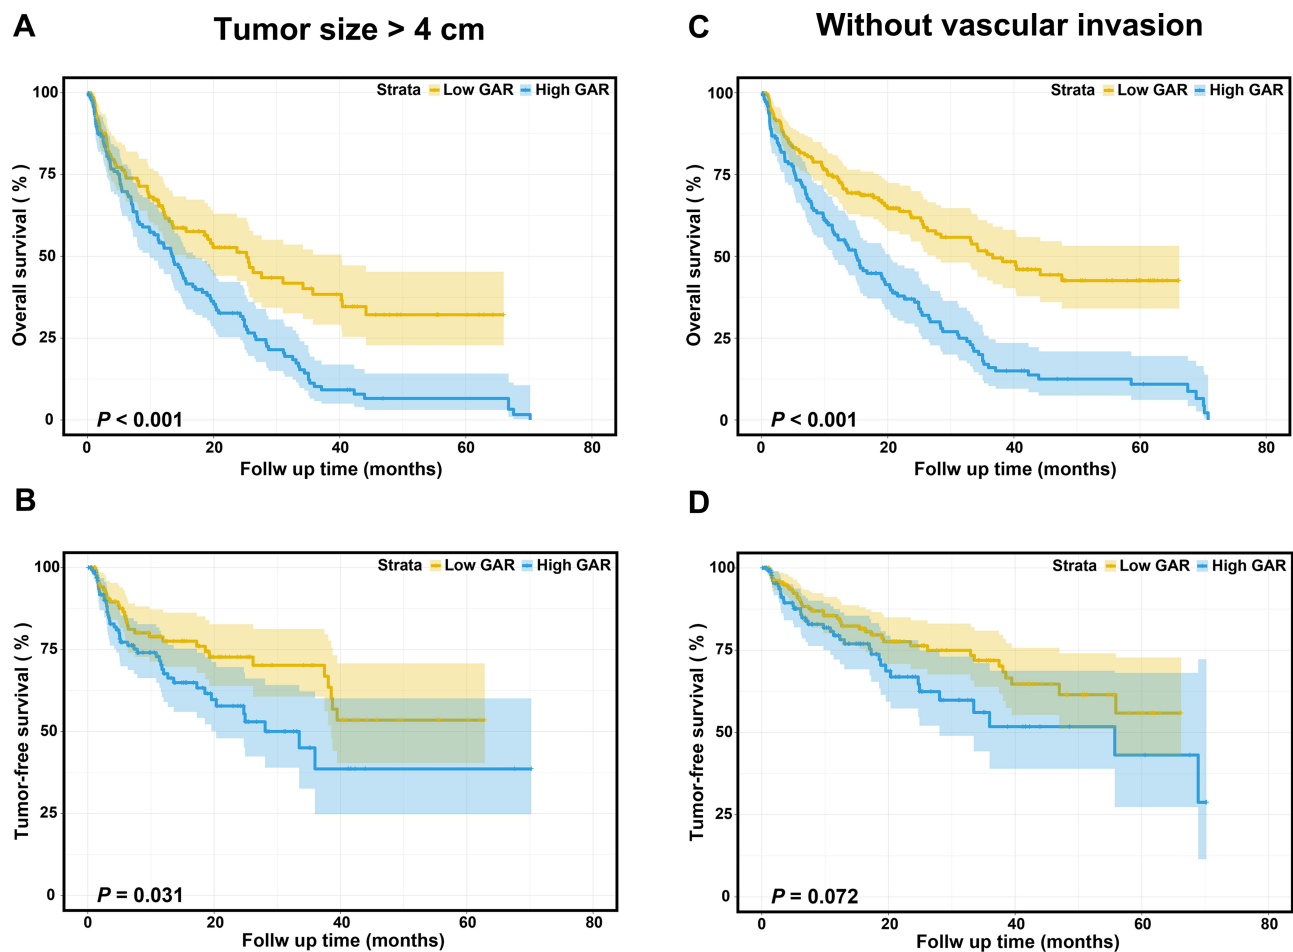 A
Tumor size > 4 cm
Strata Low GAR High GAR
Overall survival ( % )
100
75
50
25
0
P < 0.001
0 20 40 60 80
Follw up time (months)
B
Strata Low GAR High GAR
Tumor-free survival ( % )
100
75
50
25
0
P = 0.031
0 20 40 60 80
Follw up time (months)
C
Without vascular invasion
Strata Low GAR High GAR
Overall survival ( % )
100
75
50
25
0
P < 0.001
0 20 40 60 80
Follw up time (months)
D
Strata Low GAR High GAR
Tumor-free survival ( % )
100
75
50
25
0
P = 0.072
0 20 40 60 80
Follw up time (months)